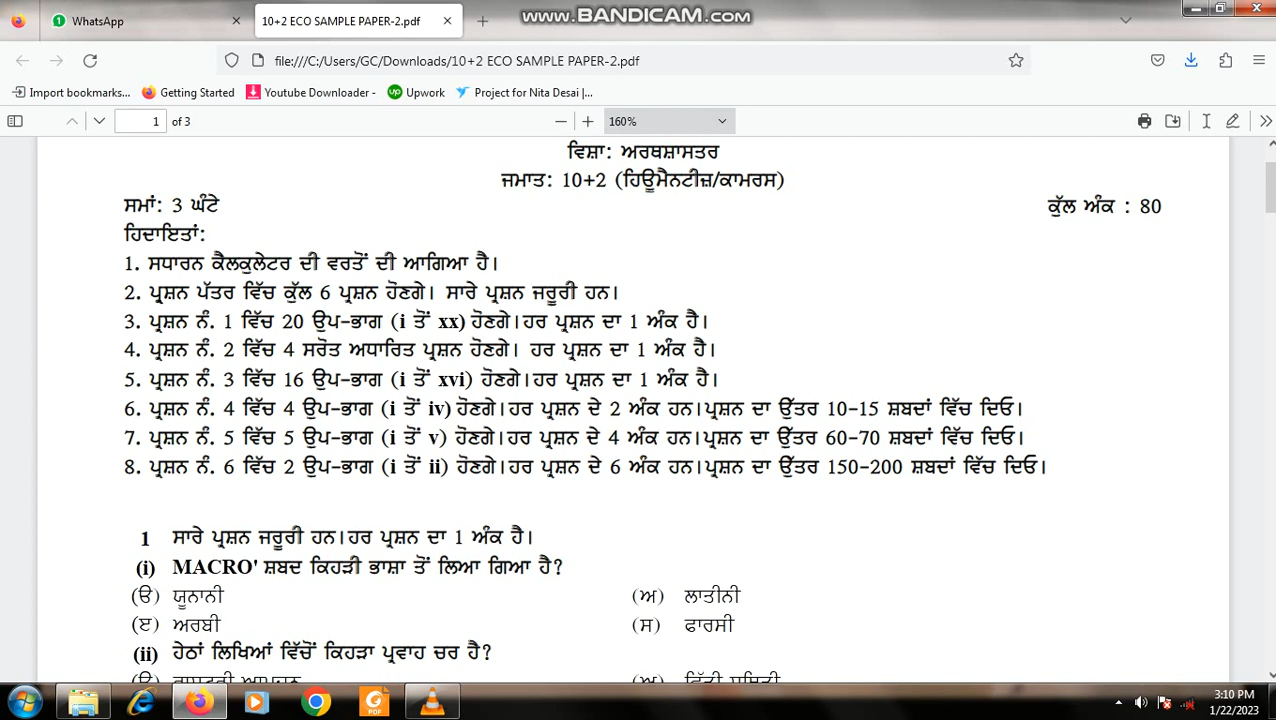 WhatsApp
10+2 ECO SAMPLE PAPER-2.pdf
www.BANDICAM.com
file:///C:/Users/GC/Downloads/10+2 ECO SAMPLE PAPER-2.pdf
Import bookmarks...
Getting Started
Youtube Downloader -
Upwork
Project for Nita Desai |...
1 of 3
160%
ਵਿਸ਼ਾ: ਅਰਥਸ਼ਾਸਤਰ
ਜਮਾਤ: 10+2 (ਹਿਊਮੈਨਟੀਜ਼/ਕਾਮਰਸ)
ਸਮਾਂ: 3 ਘੰਟੇ
ਕੁੱਲ ਅੰਕ : 80
ਹਿਦਾਇਤਾਂ:
1. ਸਧਾਰਨ ਕੈਲਕੁਲੇਟਰ ਦੀ ਵਰਤੋਂ ਦੀ ਆਗਿਆ ਹੈ।
2. ਪ੍ਰਸ਼ਨ ਪੱਤਰ ਵਿੱਚ ਕੁੱਲ 6 ਪ੍ਰਸ਼ਨ ਹੋਣਗੇ। ਸਾਰੇ ਪ੍ਰਸ਼ਨ ਜਰੂਰੀ ਹਨ।
3. ਪ੍ਰਸ਼ਨ ਨੰ. 1 ਵਿੱਚ 20 ਉਪ-ਭਾਗ (i ਤੋਂ xx) ਹੋਣਗੇ।ਹਰ ਪ੍ਰਸ਼ਨ ਦਾ 1 ਅੰਕ ਹੈ।
4. ਪ੍ਰਸ਼ਨ ਨੰ. 2 ਵਿੱਚ 4 ਸਰੋਤ ਅਧਾਰਿਤ ਪ੍ਰਸ਼ਨ ਹੋਣਗੇ। ਹਰ ਪ੍ਰਸ਼ਨ ਦਾ 1 ਅੰਕ ਹੈ।
5. ਪ੍ਰਸ਼ਨ ਨੰ. 3 ਵਿੱਚ 16 ਉਪ-ਭਾਗ (i ਤੋਂ xvi) ਹੋਣਗੇ।ਹਰ ਪ੍ਰਸ਼ਨ ਦਾ 1 ਅੰਕ ਹੈ।
6. ਪ੍ਰਸ਼ਨ ਨੰ. 4 ਵਿੱਚ 4 ਉਪ-ਭਾਗ (i ਤੋਂ iv) ਹੋਣਗੇ।ਹਰ ਪ੍ਰਸ਼ਨ ਦੇ 2 ਅੰਕ ਹਨ।ਪ੍ਰਸ਼ਨ ਦਾ ਉੱਤਰ 10-15 ਸ਼ਬਦਾਂ ਵਿੱਚ ਦਿਓ।
7. ਪ੍ਰਸ਼ਨ ਨੰ. 5 ਵਿੱਚ 5 ਉਪ-ਭਾਗ (i ਤੋਂ v) ਹੋਣਗੇ।ਹਰ ਪ੍ਰਸ਼ਨ ਦੇ 4 ਅੰਕ ਹਨ।ਪ੍ਰਸ਼ਨ ਦਾ ਉੱਤਰ 60-70 ਸ਼ਬਦਾਂ ਵਿੱਚ ਦਿਓ।
8. ਪ੍ਰਸ਼ਨ ਨੰ. 6 ਵਿੱਚ 2 ਉਪ-ਭਾਗ (i ਤੋਂ ii) ਹੋਣਗੇ।ਹਰ ਪ੍ਰਸ਼ਨ ਦੇ 6 ਅੰਕ ਹਨ।ਪ੍ਰਸ਼ਨ ਦਾ ਉੱਤਰ 150-200 ਸ਼ਬਦਾਂ ਵਿੱਚ ਦਿਓ।
1 ਸਾਰੇ ਪ੍ਰਸ਼ਨ ਜਰੂਰੀ ਹਨ।ਹਰ ਪ੍ਰਸ਼ਨ ਦਾ 1 ਅੰਕ ਹੈ।
(i) MACRO' ਸ਼ਬਦ ਕਿਹੜੀ ਭਾਸ਼ਾ ਤੋਂ ਲਿਆ ਗਿਆ ਹੈ?
(ੳ) ਯੂਨਾਨੀ (ਅ) ਲਾਤੀਨੀ
(ੲ) ਅਰਬੀ (ਸ) ਫਾਰਸੀ
(ii) ਹੇਠਾਂ ਲਿਖਿਆਂ ਵਿੱਚੋਂ ਕਿਹੜਾ ਪ੍ਰਵਾਹ ਚਰ ਹੈ?
3:10 PM
1/22/2023